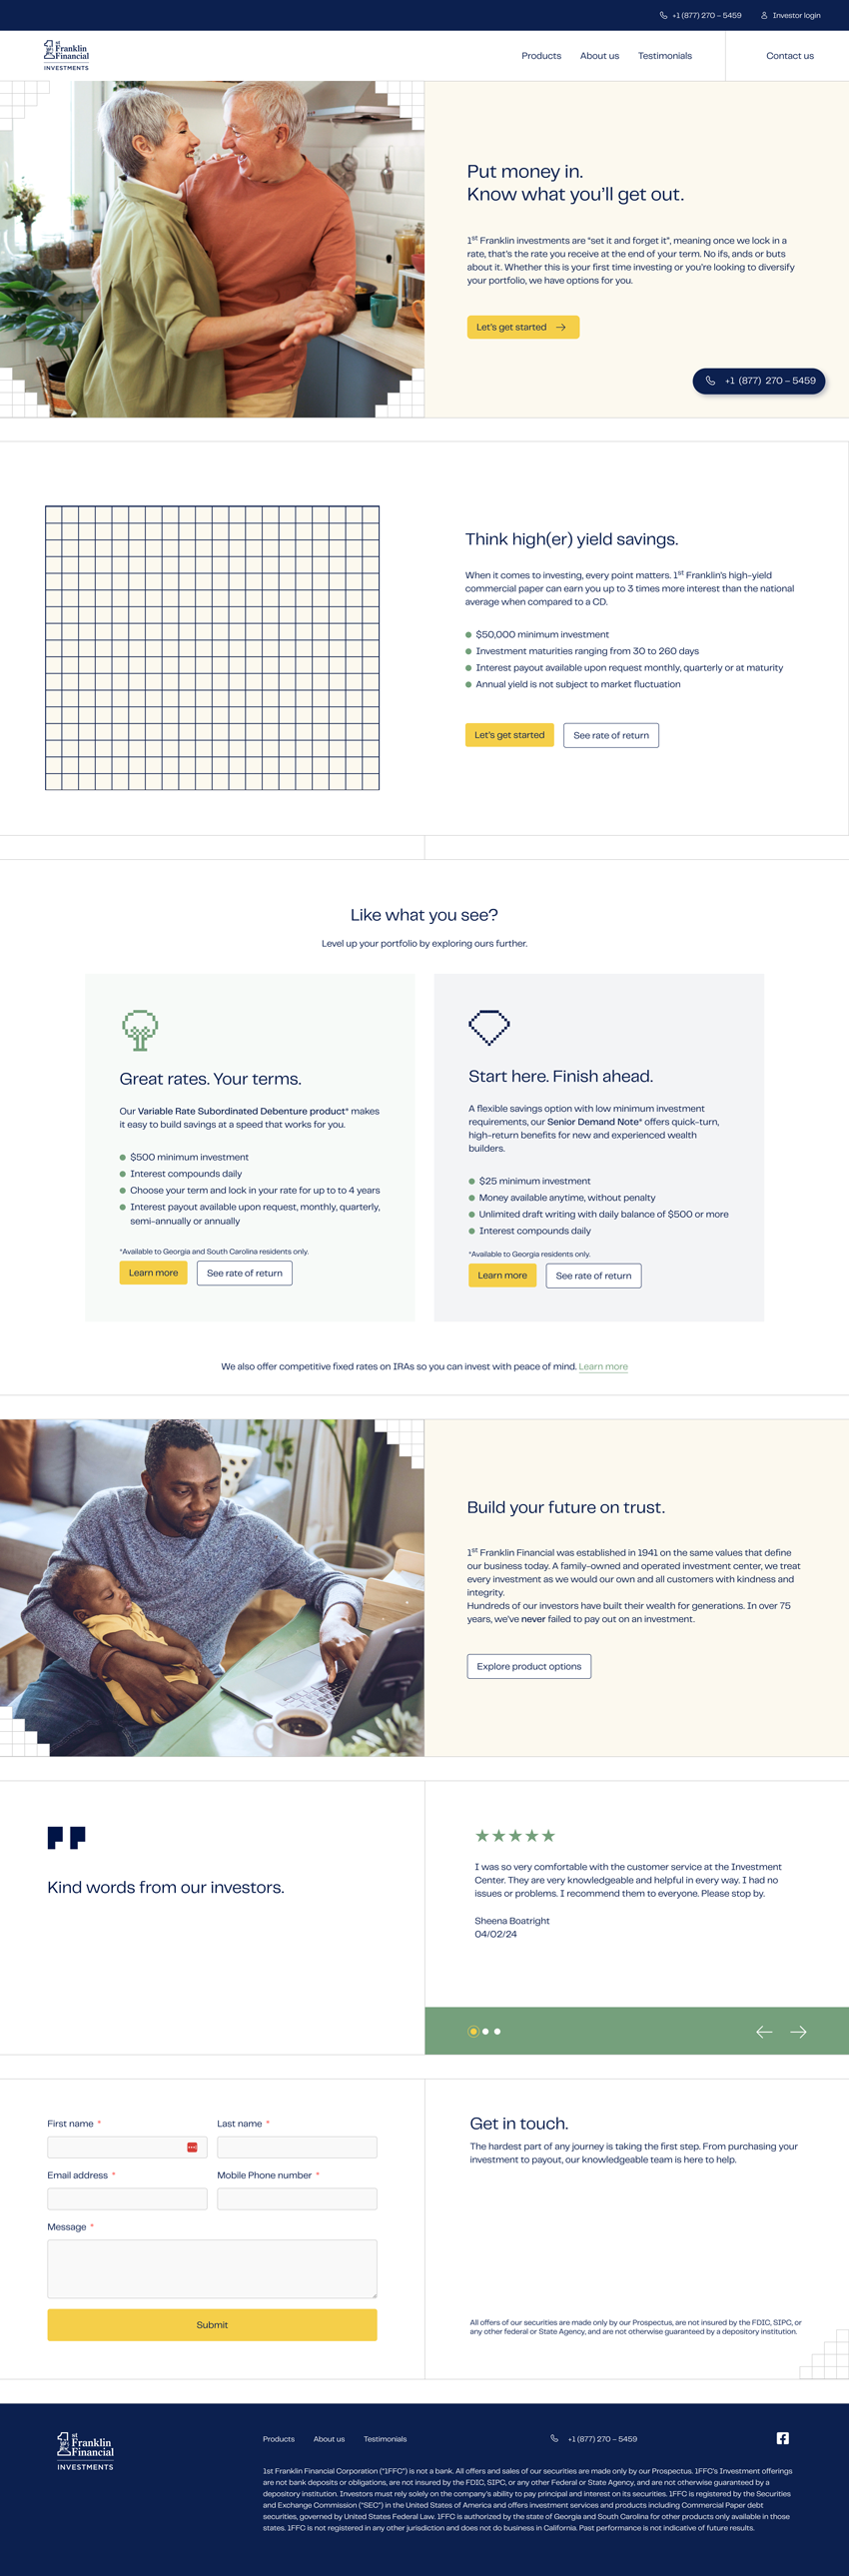 +1 (877) 270 – 5459
Investor login
1st Franklin Financial
INVESTMENTS
Products
About us
Testimonials
Contact us
Put money in.
Know what you'll get out.
1st Franklin investments are "set it and forget it", meaning once we lock in a
rate, that's the rate you receive at the end of your term. No ifs, ands or buts
about it. Whether this is your first time investing or you're looking to diversify
your portfolio, we have options for you.
Let's get started
+1 (877) 270 – 5459
Think high(er) yield savings.
When it comes to investing, every point matters. 1st Franklin's high-yield
commercial paper can earn you up to 3 times more interest than the national
average when compared to a CD.
$50,000 minimum investment
Investment maturities ranging from 30 to 260 days
Interest payout available upon request monthly, quarterly or at maturity
Annual yield is not subject to market fluctuation
Let's get started
See rate of return
Like what you see?
Level up your portfolio by exploring ours further.
Great rates. Your terms.
Our Variable Rate Subordinated Debenture product* makes
it easy to build savings at a speed that works for you.
$500 minimum investment
Interest compounds daily
Choose your term and lock in your rate for up to to 4 years
Interest payout available upon request, monthly, quarterly,
semi-annually or annually
*Available to Georgia and South Carolina residents only.
Learn more
See rate of return
Start here. Finish ahead.
A flexible savings option with low minimum investment
requirements, our Senior Demand Note* offers quick-turn,
high-return benefits for new and experienced wealth
builders.
$25 minimum investment
Money available anytime, without penalty
Unlimited draft writing with daily balance of $500 or more
Interest compounds daily
*Available to Georgia residents only.
Learn more
See rate of return
We also offer competitive fixed rates on IRAs so you can invest with peace of mind. Learn more
Build your future on trust.
1st Franklin Financial was established in 1941 on the same values that define
our business today. A family-owned and operated investment center, we treat
every investment as we would our own and all customers with kindness and
integrity.
Hundreds of our investors have built their wealth for generations. In over 75
years, we've never failed to pay out on an investment.
Explore product options
Kind words from our investors.
I was so very comfortable with the customer service at the Investment
Center. They are very knowledgeable and helpful in every way. I had no
issues or problems. I recommend them to everyone. Please stop by.
Sheena Boatright
04/02/24
First name *
Last name *
Email address *
Mobile Phone number *
Message *
Submit
Get in touch.
The hardest part of any journey is taking the first step. From purchasing your
investment to payout, our knowledgeable team is here to help.
All offers of our securities are made only by our Prospectus, are not insured by the FDIC, SIPC, or
any other federal or State Agency, and are not otherwise guaranteed by a depository institution.
1st Franklin Financial
INVESTMENTS
Products
About us
Testimonials
+1 (877) 270 – 5459
1st Franklin Financial Corporation ("1FFC") is not a bank. All offers and sales of our securities are made only by our Prospectus. 1FFC's Investment offerings
are not bank deposits or obligations, are not insured by the FDIC, SIPC, or any other Federal or State Agency, and are not otherwise guaranteed by a
depository institution. Investors must rely solely on the company's ability to pay principal and interest on its securities. 1FFC is registered by the Securities
and Exchange Commission ("SEC") in the United States of America and offers investment services and products including Commercial Paper debt
securities, governed by United States Federal Law. 1FFC is authorized by the state of Georgia and South Carolina for other products only available in those
states. 1FFC is not registered in any other jurisdiction and does not do business in California. Past performance is not indicative of future results.